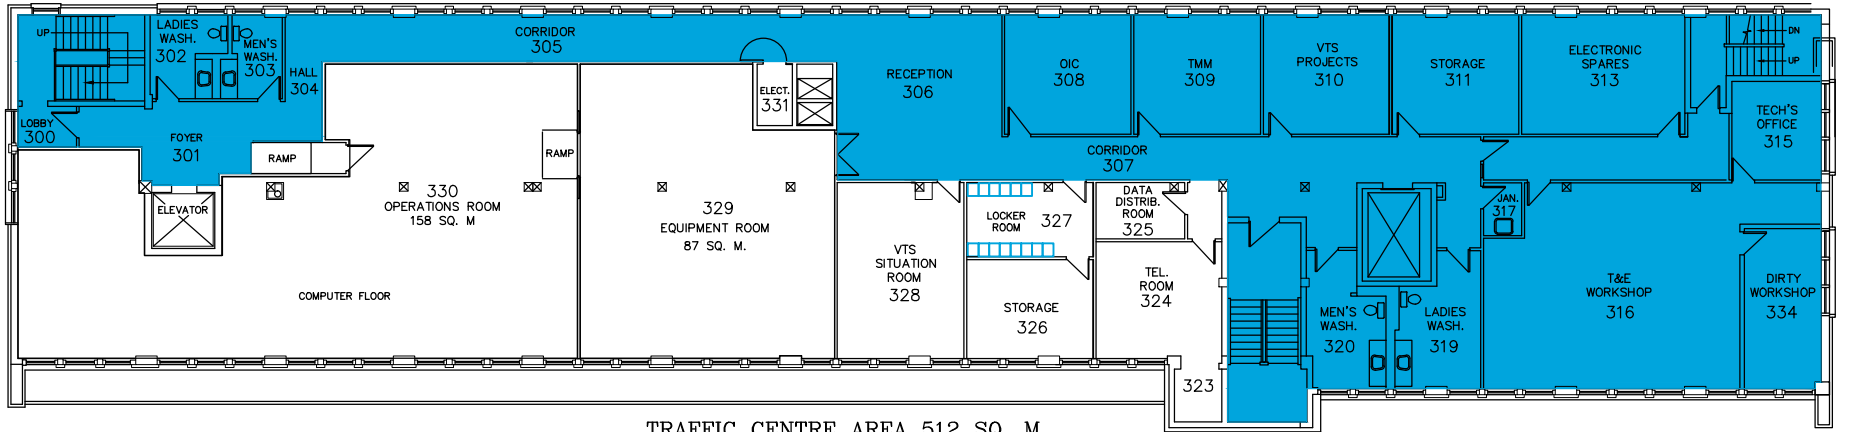 UP
LADIES
WASH.
302
MEN'S
WASH.
303
HALL
304
CORRIDOR
305
LOBBY
300
FOYER
301
RAMP
ELEVATOR
330
OPERATIONS ROOM
158 SQ. M
COMPUTER FLOOR
RAMP
329
EQUIPMENT ROOM
87 SQ. M.
ELECT.
331
RECEPTION
306
OIC
308
TMM
309
VTS
PROJECTS
310
STORAGE
311
ELECTRONIC
SPARES
313
DN
UP
TECH'S
OFFICE
315
CORRIDOR
307
VTS
SITUATION
ROOM
328
LOCKER
ROOM
327
STORAGE
326
DATA
DISTRIB.
ROOM
325
TEL.
ROOM
324
323
MEN'S
WASH.
320
LADIES
WASH.
319
JAN.
317
T&E
WORKSHOP
316
DIRTY
WORKSHOP
334
TRAFFIC CENTRE AREA 512 SQ. M